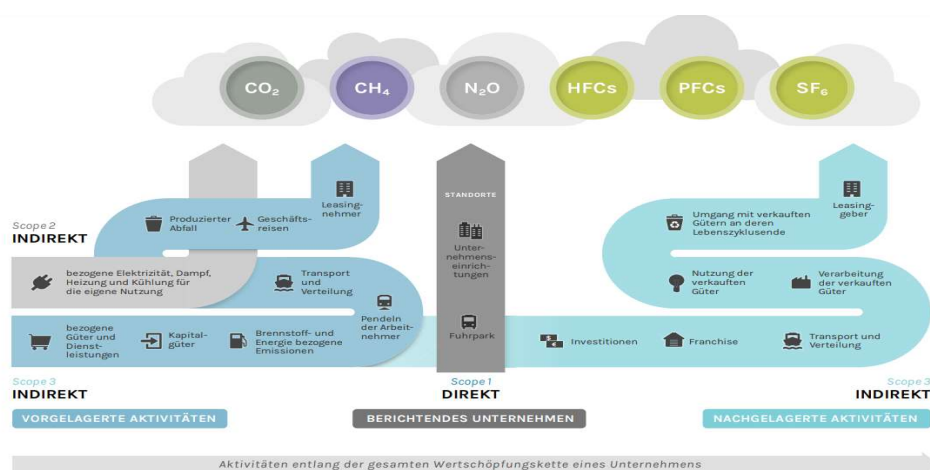 CO₂
CH₄
N₂O
HFCs
PFCs
SF₆
Scope 2
INDIREKT
Produzierter
Abfall
Geschäfts-
reisen
Leasing-
nehmer
bezogene Elektrizität, Dampf,
Heizung und Kühlung für
die eigene Nutzung
Transport
und
Verteilung
bezogene
Güter und
Dienst-
leistungen
Kapital-
güter
Brennstoff- und
Energie bezogene
Emissionen
Pendeln
der Arbeit-
nehmer
STANDORTE
Unter-
nehmens-
einrich-
tungen
Fuhrpark
Umgang mit verkauften
Gütern an deren
Lebenszyklusende
Leasing-
geber
Nutzung der
verkauften
Güter
Verarbeitung
der verkauften
Güter
Investitionen
Franchise
Transport und
Verteilung
Scope 3
INDIREKT
Scope 1
DIREKT
Scope 3
INDIREKT
VORGELAGERTE AKTIVITÄTEN
BERICHTENDES UNTERNEHMEN
NACHGELAGERTE AKTIVITÄTEN
Aktivitäten entlang der gesamten Wertschöpfungskette eines Unternehmens